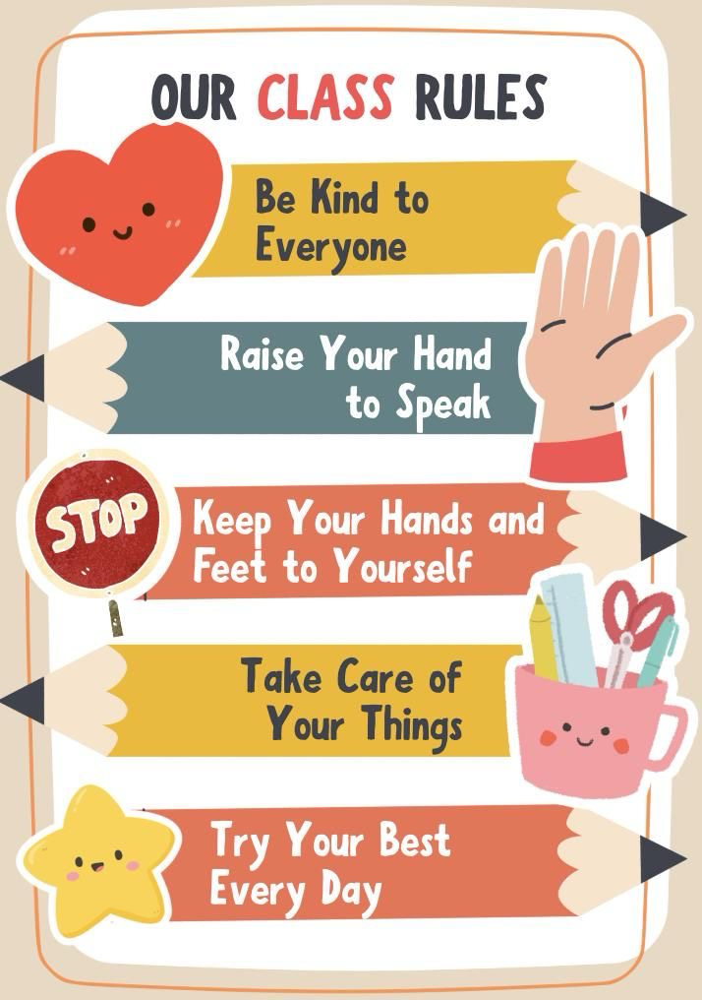 OUR CLASS RULES
Be Kind to
Everyone
Raise Your Hand
to Speak
STOP
Keep Your Hands and
Feet to Yourself
Take Care of
Your Things
Try Your Best
Every Day